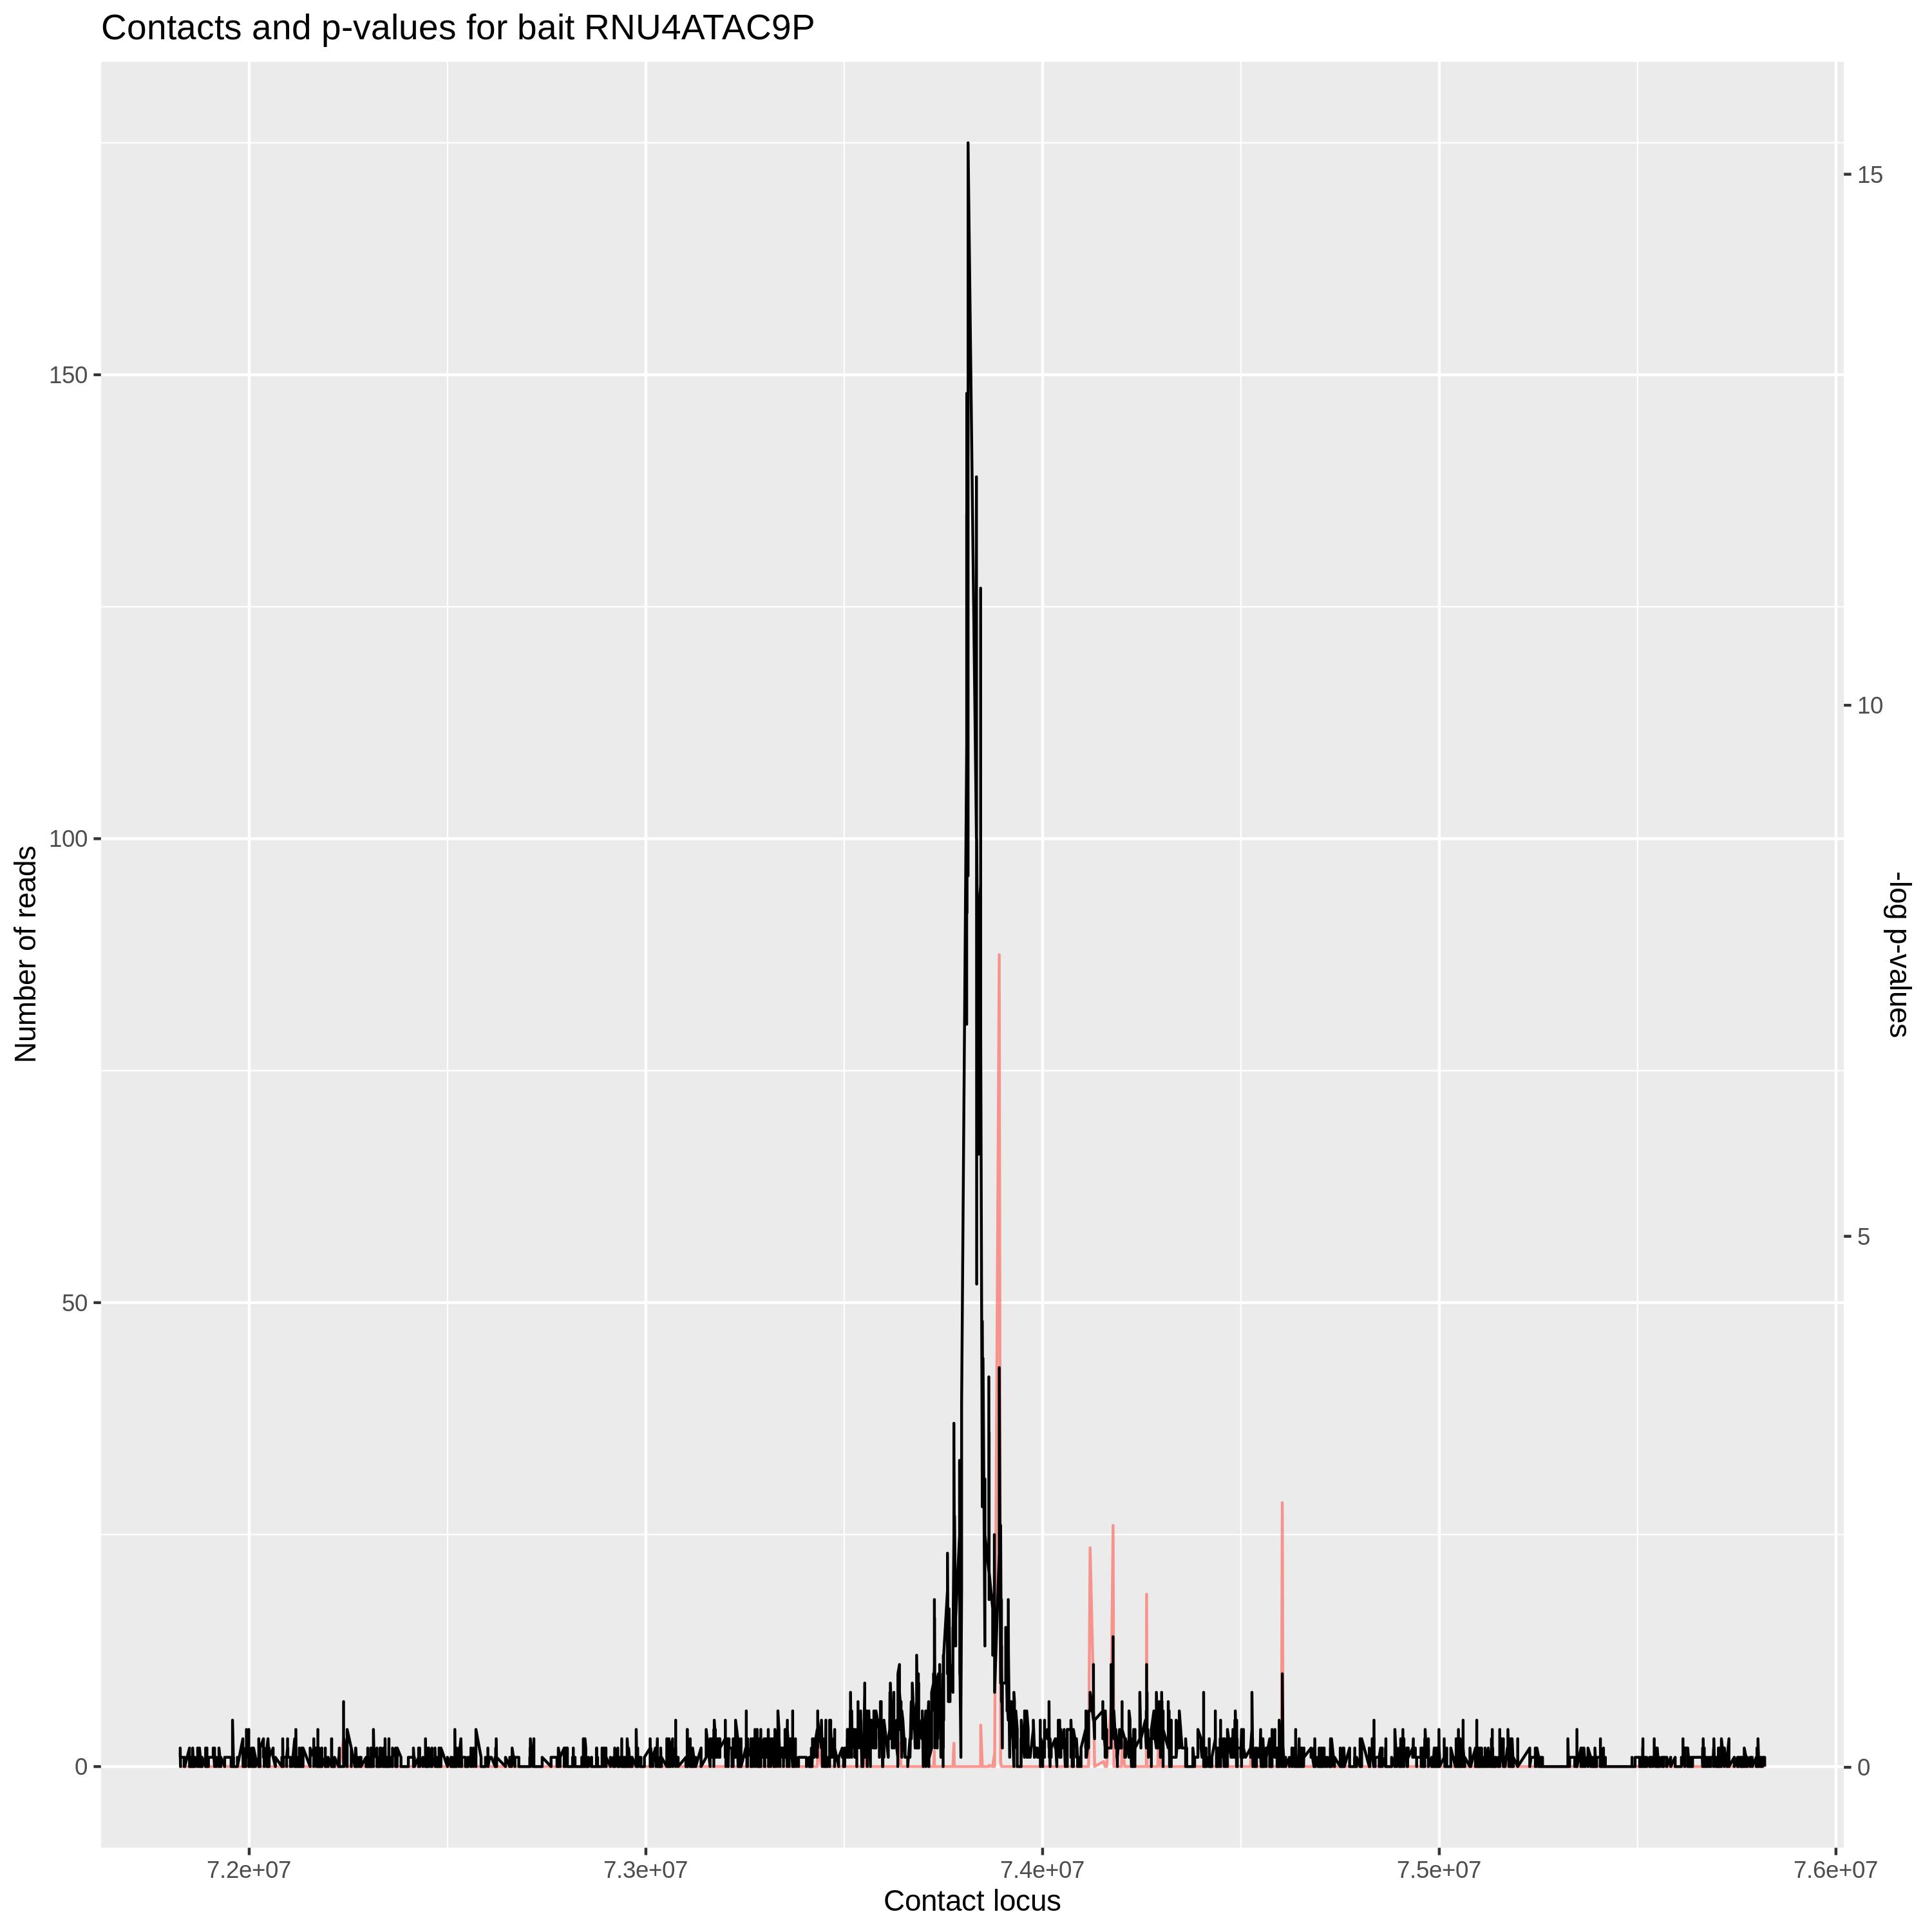 Contacts and p-values for bait RNU4ATAC9P
150
100
50
0
15
10
5
0
Number of reads
-log p-values
7.2e+07 7.3e+07 7.4e+07 7.5e+07 7.6e+07
Contact locus